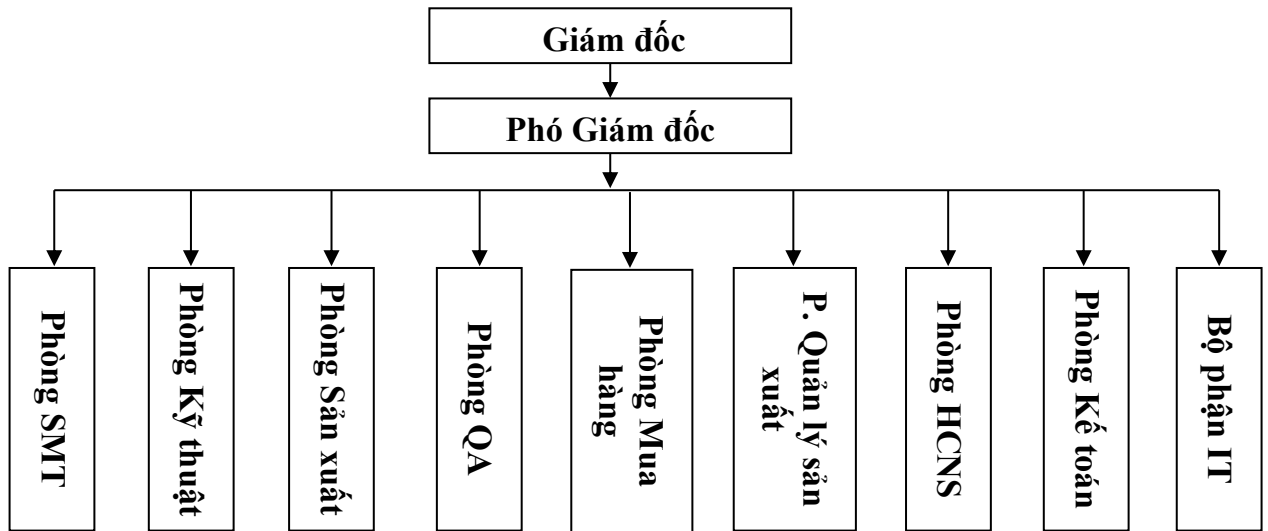 Giám đốc
Phó Giám đốc
Phòng SMT
Phòng Kỹ thuật
Phòng Sản xuất
Phòng QA
Phòng Mua
hàng
P. Quản lý sản
xuất
Phòng HCNS
Phòng Kế toán
Bộ phận IT